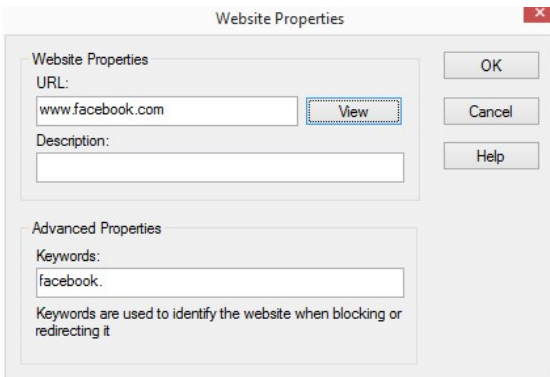 Website Properties
Website Properties
OK
URL:
www.facebook.com
View
Cancel
Description:
Help
Advanced Properties
Keywords:
facebook.
Keywords are used to identify the website when blocking or
redirecting it